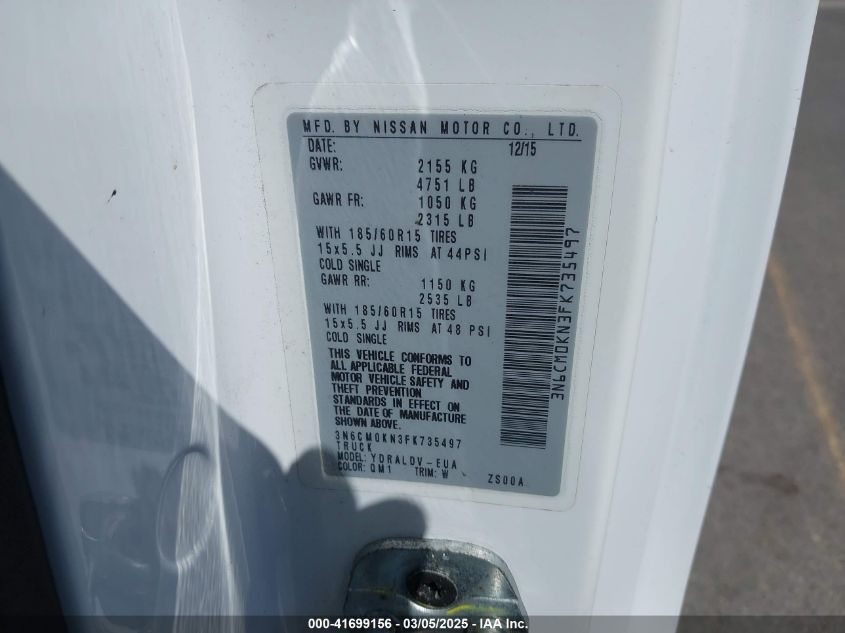 MFD. BY NISSAN MOTOR CO., LTD.
DATE: 12/15
GVWR: 2155 KG
4751 LB
GAWR FR: 1050 KG
2315 LB
WITH 185/60R15 TIRES
15x5.5 JJ RIMS AT 44PSI
COLD SINGLE
GAWR RR: 1150 KG
2535 LB
WITH 185/60R15 TIRES
15x5.5 JJ RIMS AT 48 PSI
COLD SINGLE
THIS VEHICLE CONFORMS TO
ALL APPLICABLE FEDERAL
MOTOR VEHICLE SAFETY AND
THEFT PREVENTION
STANDARDS IN EFFECT ON
THE DATE OF MANUFACTURE
SHOWN ABOVE.
3N6CM0KN3FK735497
TRUCK
MODEL: YDRALDV-EUA
COLOR: QM1 TRIM: W ZS00A
3N6CM0KN3FK735497
000-41699156 - 03/05/2025 - IAA Inc.